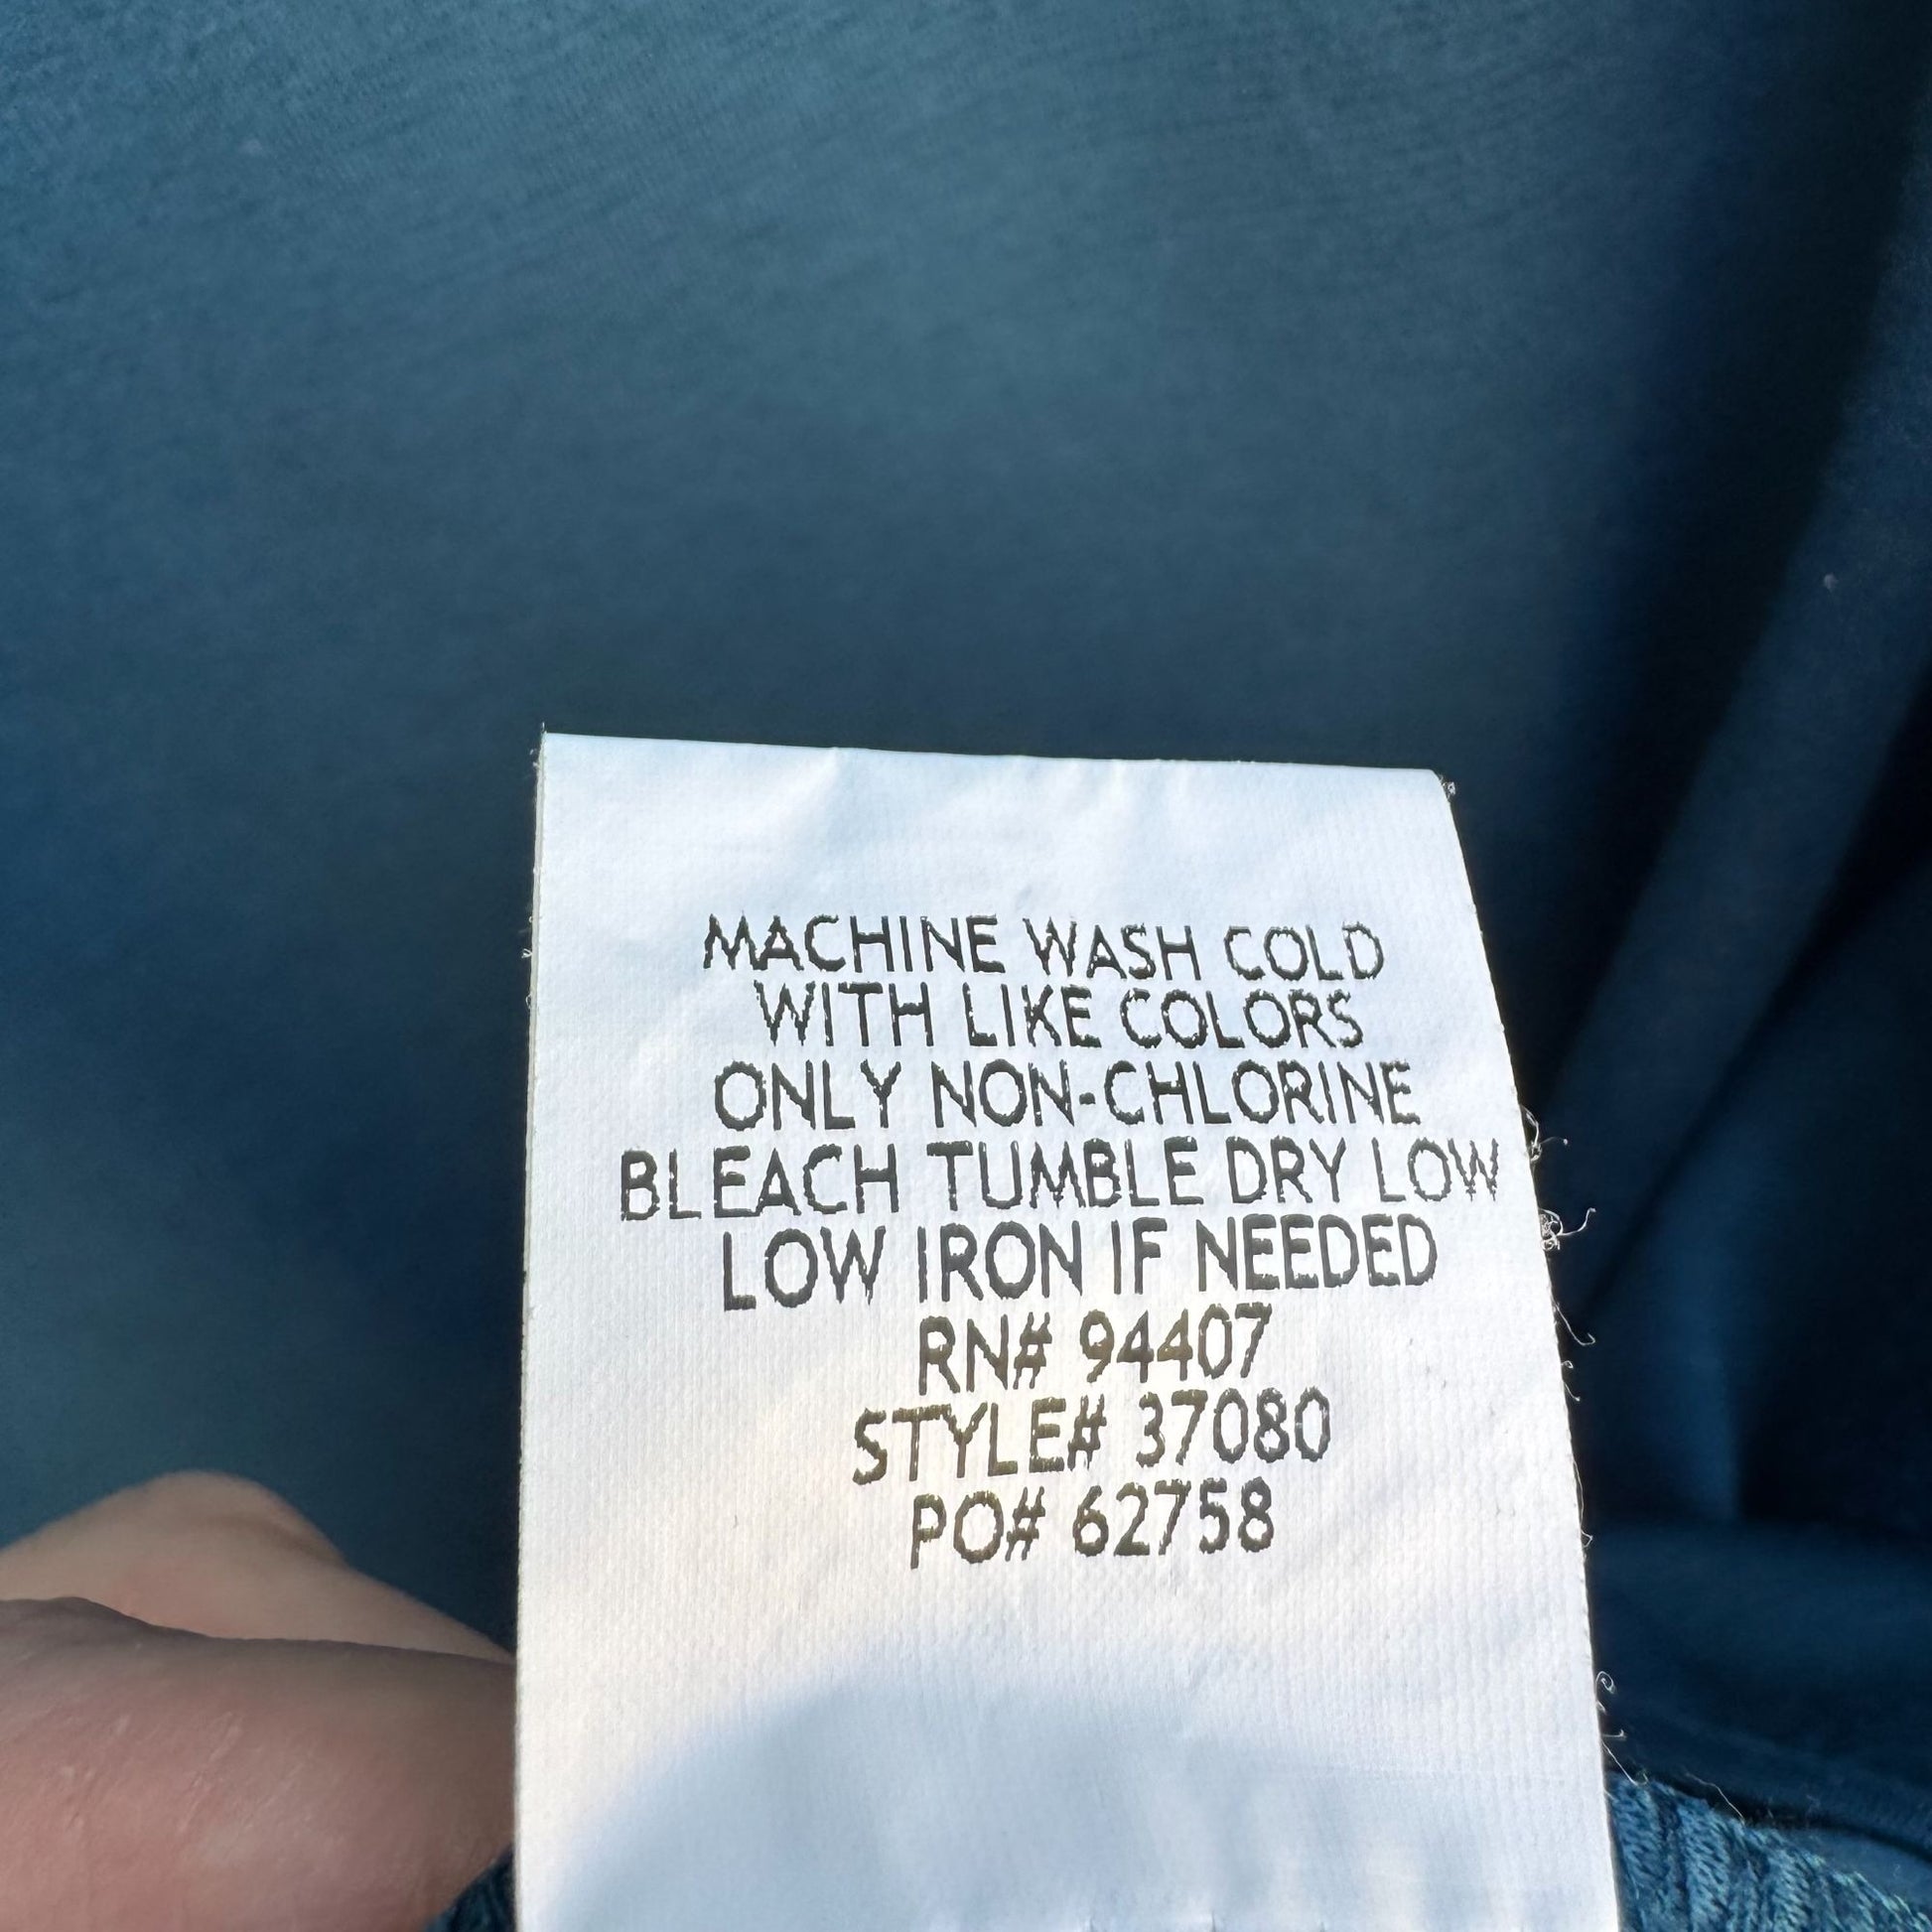 MACHINE WASH COLD
WITH LIKE COLORS
ONLY NON-CHLORINE
BLEACH TUMBLE DRY LOW
LOW IRON IF NEEDED
RN# 94407
STYLE# 37080
PO# 62758